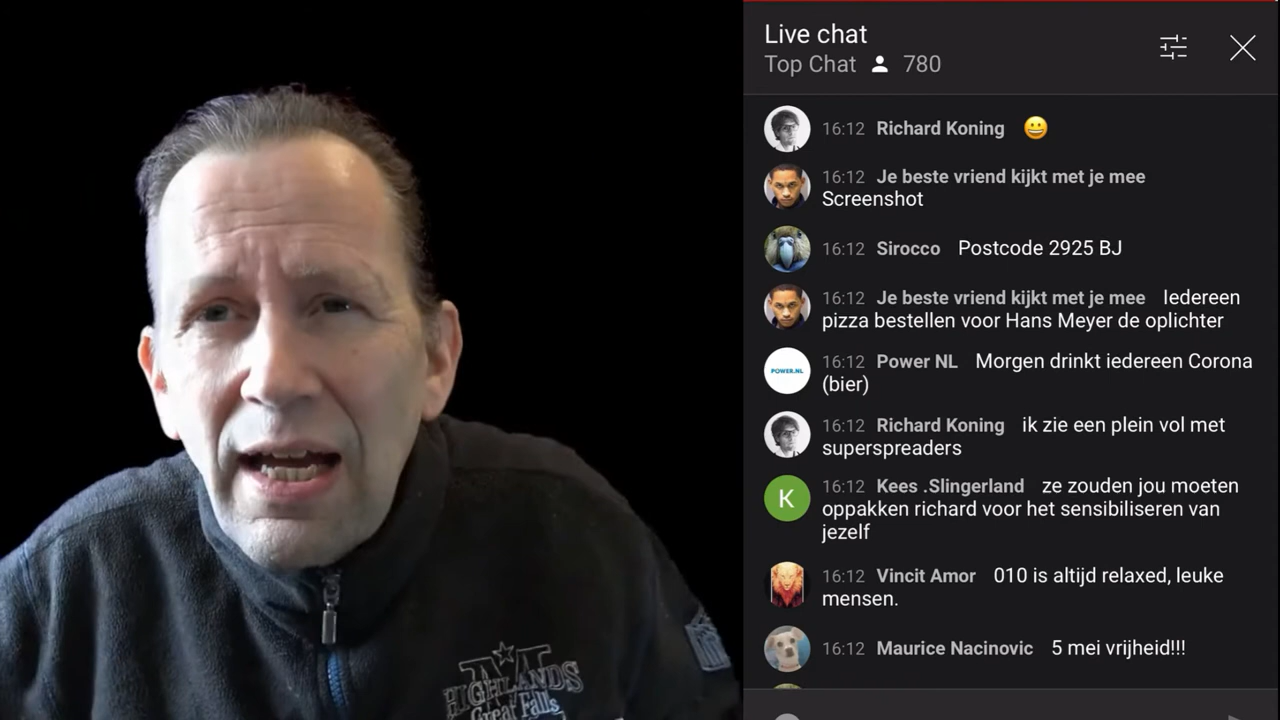 Live chat
Top Chat 780
16:12 Richard Koning 😀
16:12 Je beste vriend kijkt met je mee
Screenshot
16:12 Sirocco Postcode 2925 BJ
16:12 Je beste vriend kijkt met je mee Iedereen
pizza bestellen voor Hans Meyer de oplichter
POWER.NL
16:12 Power NL Morgen drinkt iedereen Corona
(bier)
16:12 Richard Koning ik zie een plein vol met
superspreaders
K
16:12 Kees .Slingerland ze zouden jou moeten
oppakken richard voor het sensibiliseren van
jezelf
16:12 Vincit Amor 010 is altijd relaxed, leuke
mensen.
16:12 Maurice Nacinovic 5 mei vrijheid!!!
HIGHLANDS
Great Falls